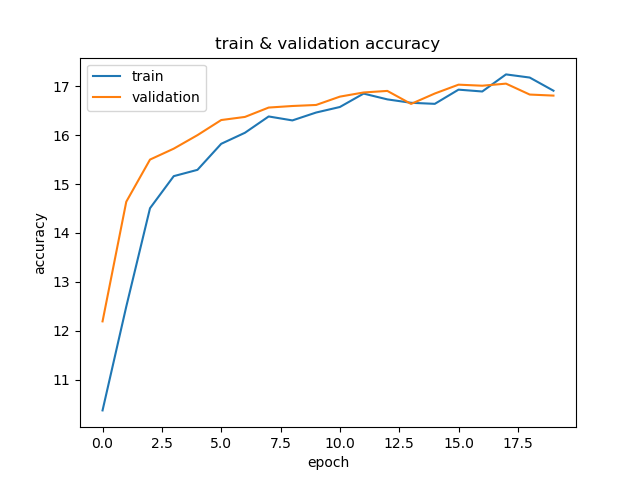 train & validation accuracy
train
validation
accuracy
17
16
15
14
13
12
11
0.0 2.5 5.0 7.5 10.0 12.5 15.0 17.5
epoch